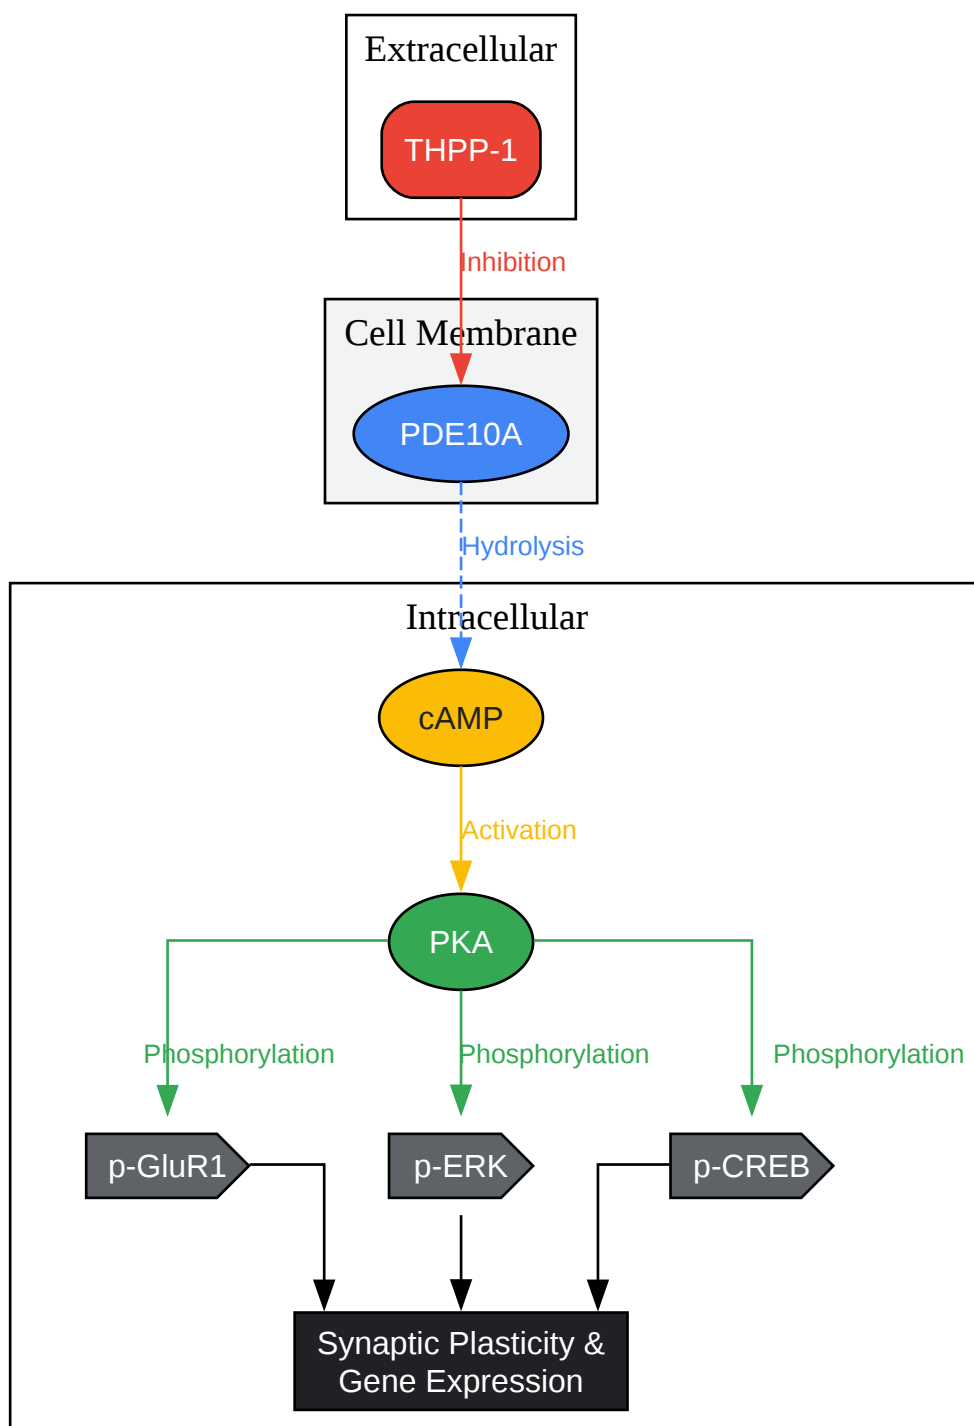 Extracellular
THPP-1
Inhibition
Cell Membrane
PDE10A
Hydrolysis
Intracellular
cAMP
Activation
PKA
Phosphorylation
Phosphorylation
Phosphorylation
p-GluR1
p-ERK
p-CREB
Synaptic Plasticity &
Gene Expression